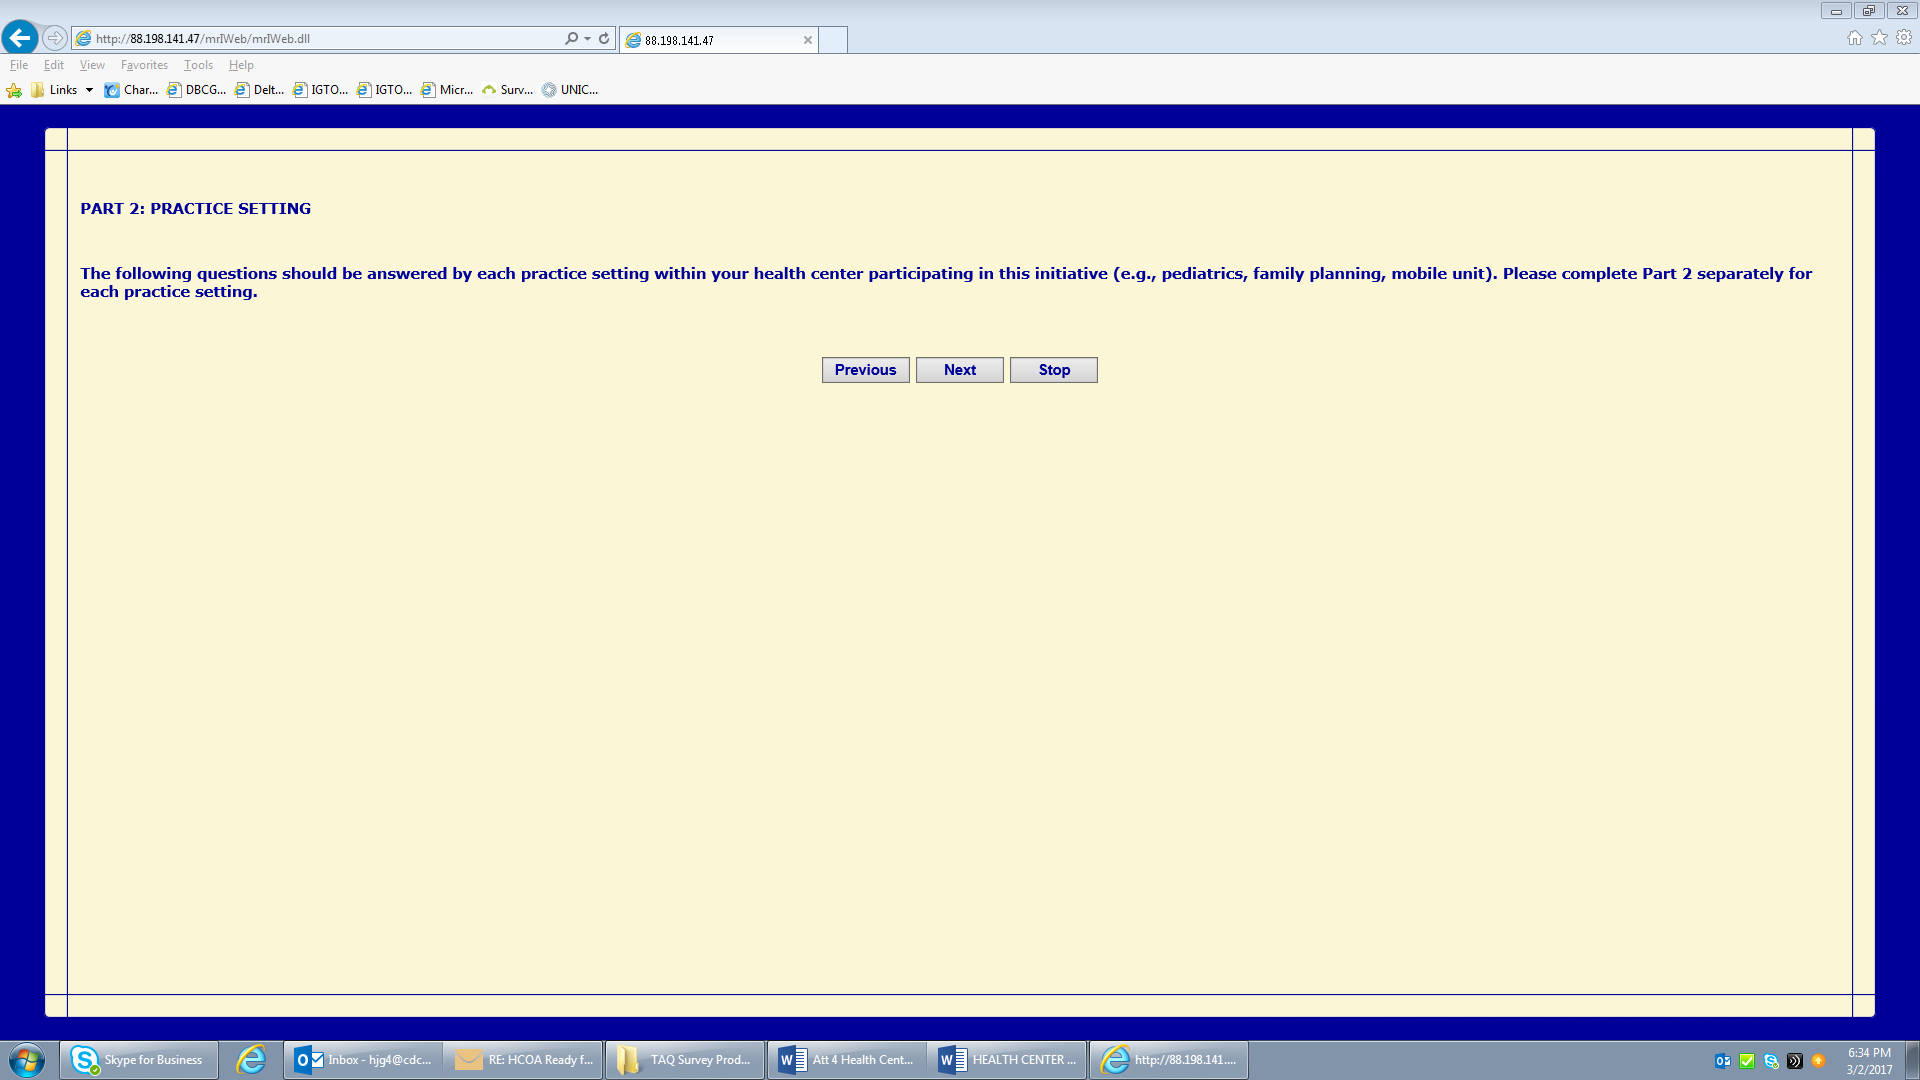 http://88.198.141.47/mrIWeb/mrIWeb.dll
88.198.141.47
File Edit View Favorites Tools Help
Links Char... DBCG... Delt... IGTO... IGTO... Micr... Surv... UNIC...
PART 2: PRACTICE SETTING
The following questions should be answered by each practice setting within your health center participating in this initiative (e.g., pediatrics, family planning, mobile unit). Please complete Part 2 separately for
each practice setting.
Previous Next Stop
Skype for Business Inbox - hjg4@cdc... RE: HCOA Ready f... TAQ Survey Prod... Att 4 Health Cent... HEALTH CENTER ... http://88.198.141....
6:34 PM
3/2/2017